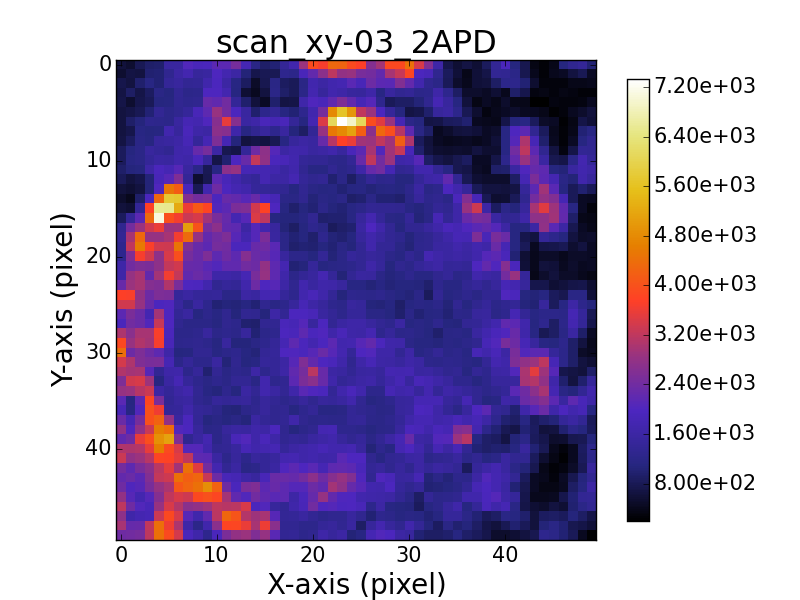 scan_xy-03_2APD
0
10
20
30
40
Y-axis (pixel)
0 10 20 30 40
X-axis (pixel)
7.20e+03
6.40e+03
5.60e+03
4.80e+03
4.00e+03
3.20e+03
2.40e+03
1.60e+03
8.00e+02